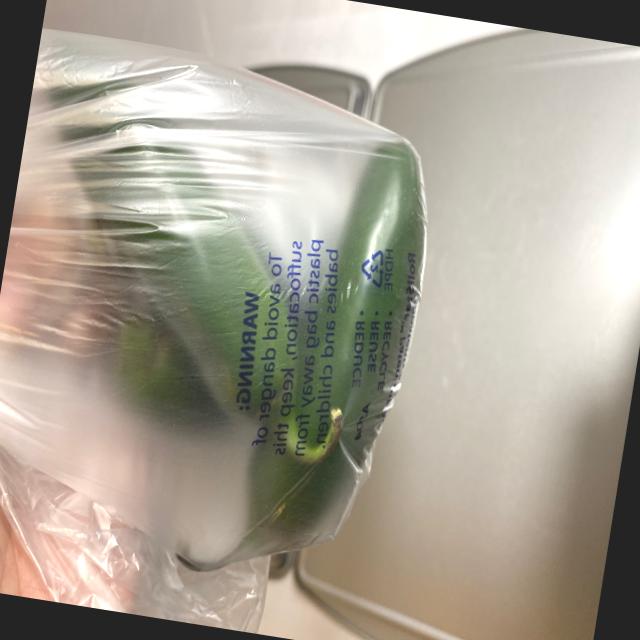 WARNING:
To avoid danger of
suffocation, keep this
plastic bag away from
babies and children
HDPE
• REDUCE
• REUSE
• RECYCLE